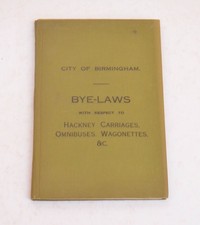 CITY OF BIRMINGHAM.
BYE-LAWS
WITH RESPECT TO
HACKNEY CARRIAGES,
OMNIBUSES, WAGONETTES,
&C.